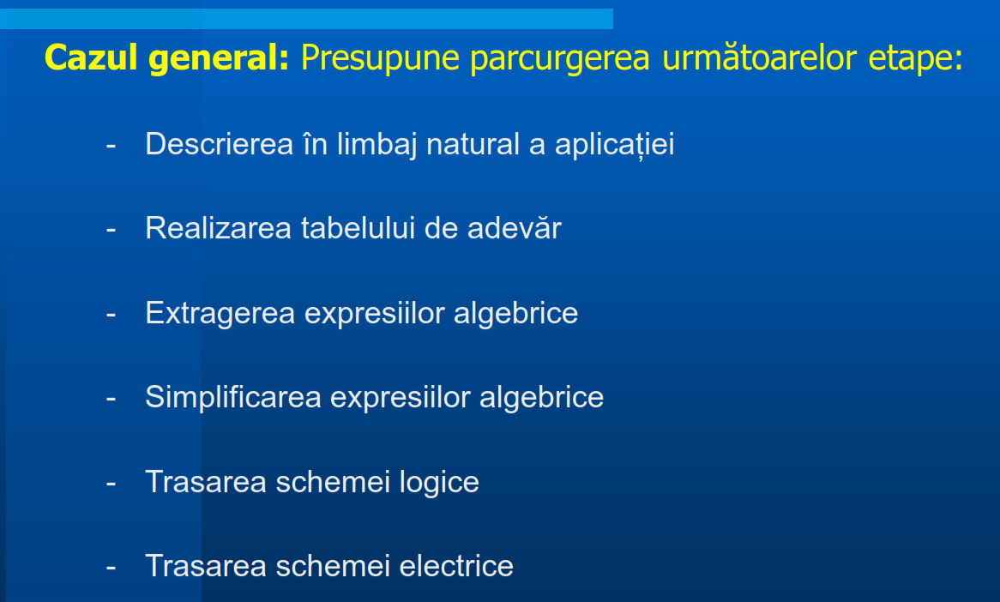 Cazul general: Presupune parcurgerea următoarelor etape:
- Descrierea în limbaj natural a aplicației
- Realizarea tabelului de adevăr
- Extragerea expresiilor algebrice
- Simplificarea expresiilor algebrice
- Trasarea schemei logice
- Trasarea schemei electrice